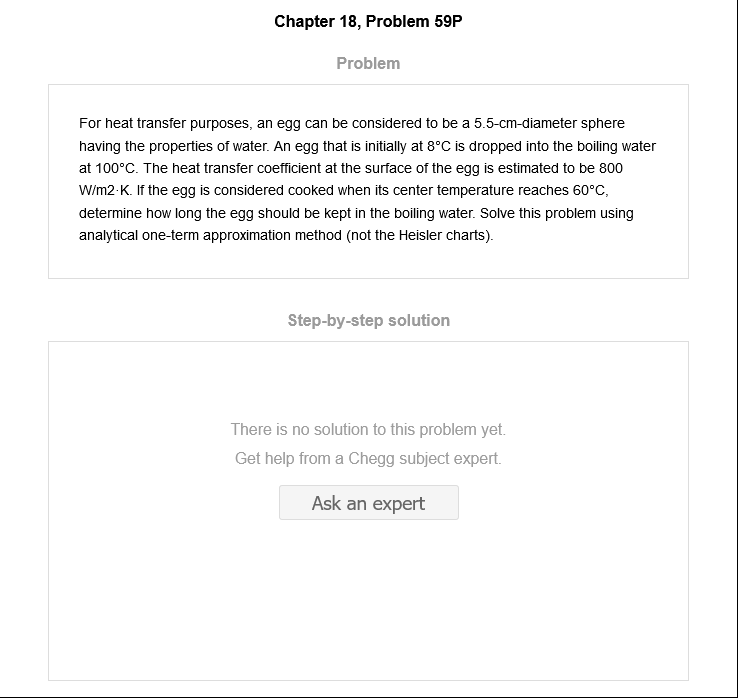 Chapter 18, Problem 59P
Problem
For heat transfer purposes, an egg can be considered to be a 5.5-cm-diameter sphere
having the properties of water. An egg that is initially at 8°C is dropped into the boiling water
at 100°C. The heat transfer coefficient at the surface of the egg is estimated to be 800
W/m2·K. If the egg is considered cooked when its center temperature reaches 60°C,
determine how long the egg should be kept in the boiling water. Solve this problem using
analytical one-term approximation method (not the Heisler charts).
Step-by-step solution
There is no solution to this problem yet.
Get help from a Chegg subject expert.
Ask an expert